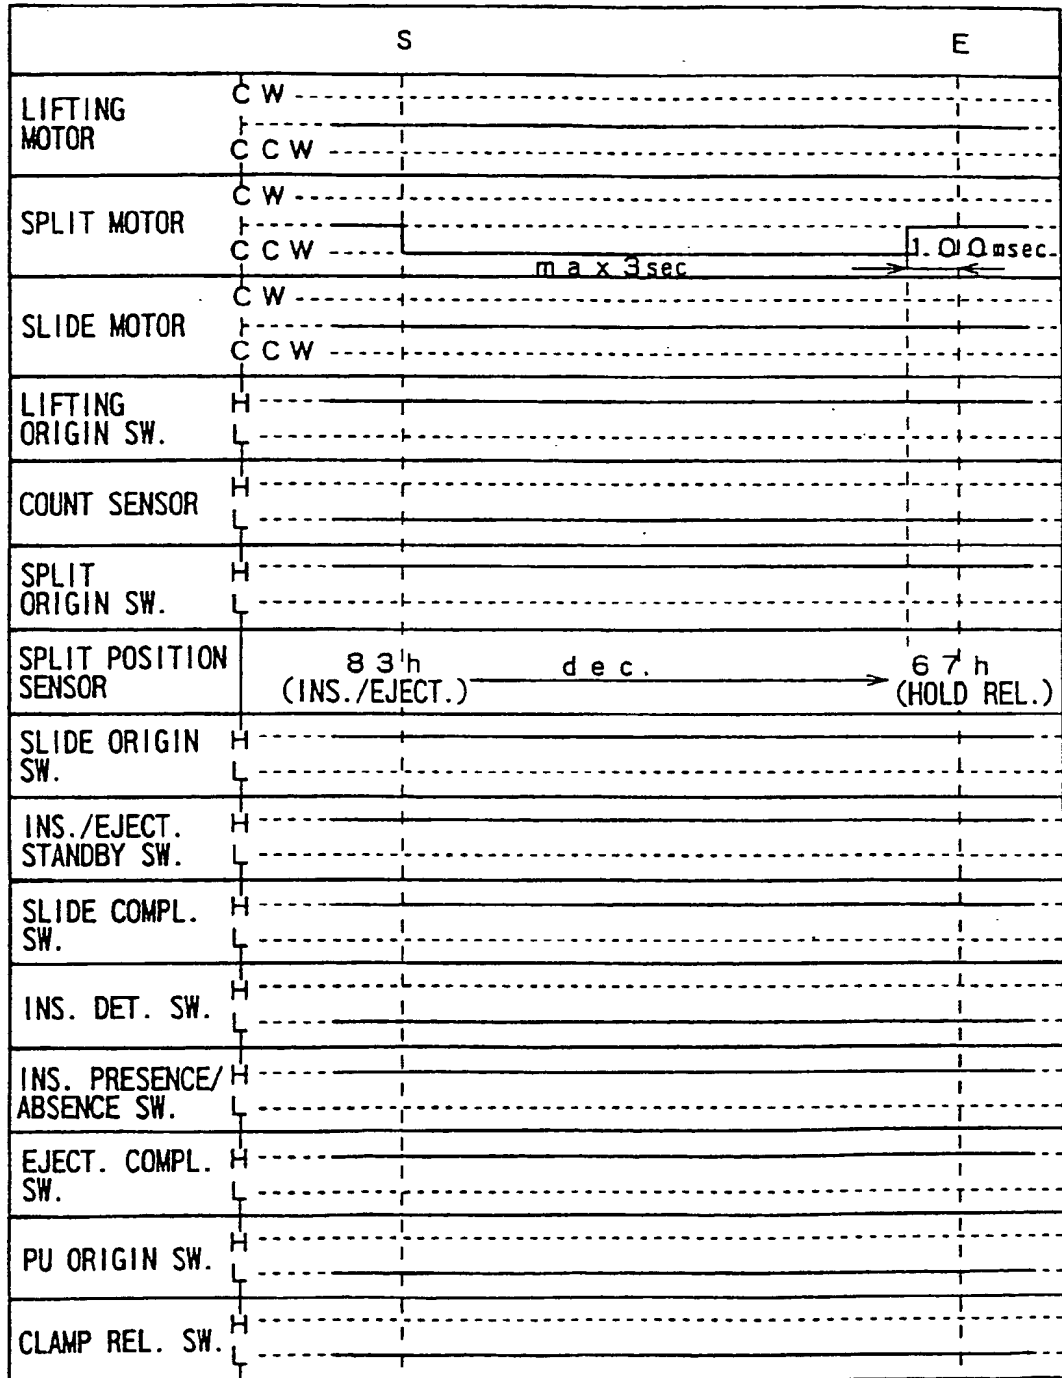 S E
LIFTING
MOTOR
CW
CCW
SPLIT MOTOR
CW
CCW
max 3sec
100msec.
SLIDE MOTOR
CW
CCW
LIFTING
ORIGIN SW.
H
L
COUNT SENSOR
H
L
SPLIT
ORIGIN SW.
H
L
SPLIT POSITION
SENSOR
83h
(INS./EJECT.)
dec.
67h
(HOLD REL.)
SLIDE ORIGIN
SW.
H
L
INS./EJECT.
STANDBY SW.
H
L
SLIDE COMPL.
SW.
H
L
INS. DET. SW.
H
L
INS. PRESENCE/
ABSENCE SW.
H
L
EJECT. COMPL.
SW.
H
L
PU ORIGIN SW.
H
L
CLAMP REL. SW.
H
L